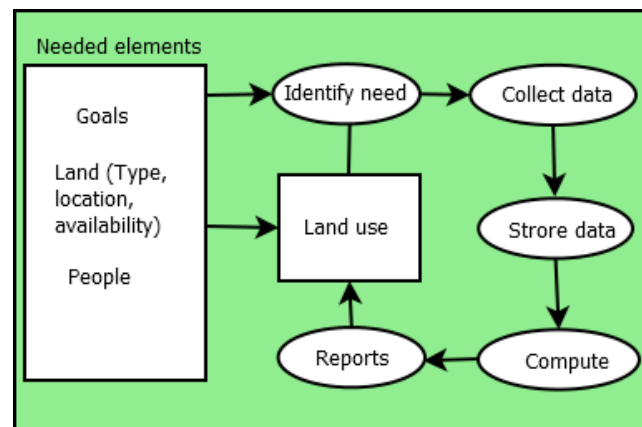 Needed elements
Goals
Land (Type,
location,
availability)
People
Identify need
Collect data
Land use
Strore data
Reports
Compute